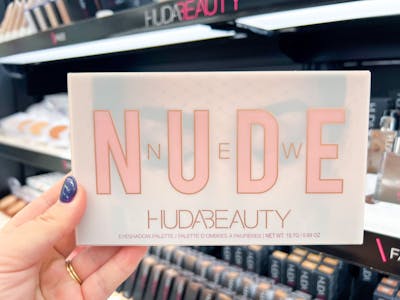 HUDABEAUTY
NUDE
NEW
HUDABEAUTY
EYESHADOW PALETTE / PALETTE D'OMBRES À PAUPIÈRES | NET WT.